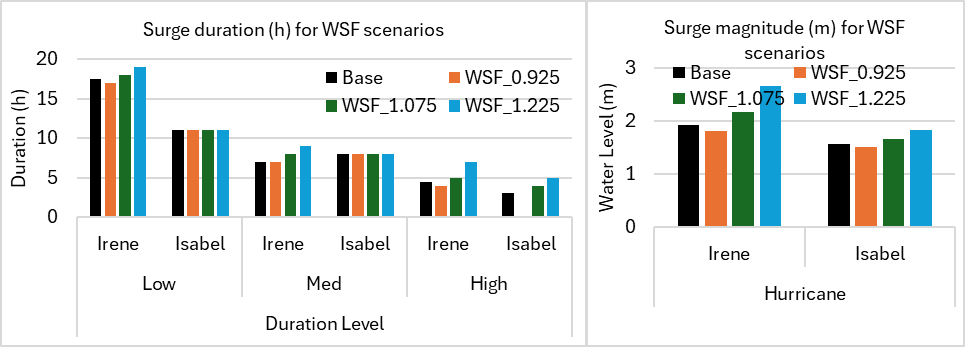 Surge duration (h) for WSF scenarios
20
15
10
5
0
Duration (h)
Base
WSF_0.925
WSF_1.075
WSF_1.225
Irene
Isabel
Irene
Isabel
Irene
Isabel
Low
Med
High
Duration Level
Surge magnitude (m) for WSF
scenarios
3
2
1
0
Water Level (m)
Base
WSF_0.925
WSF_1.075
WSF_1.225
Irene
Isabel
Hurricane